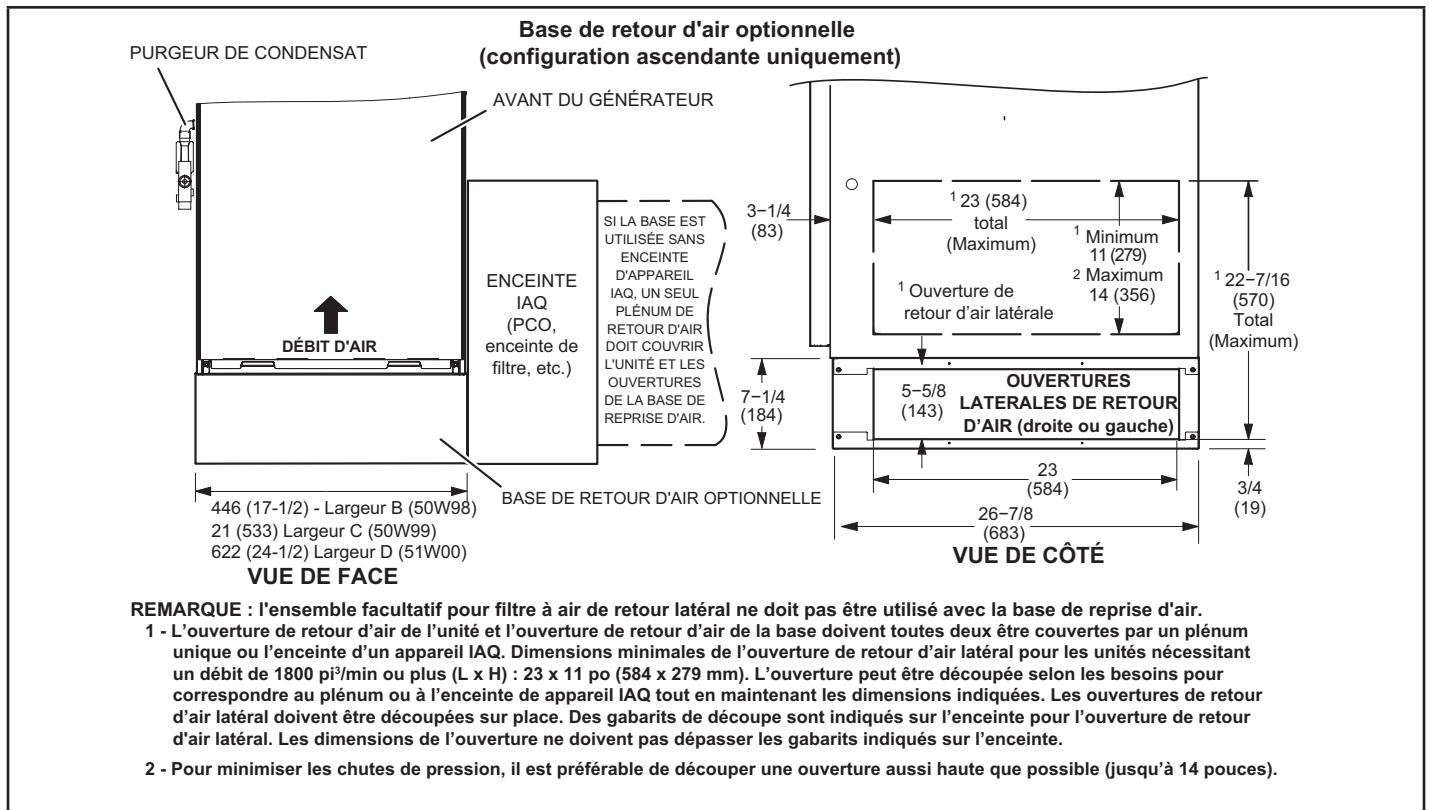 Base de retour d'air optionnelle
(configuration ascendante uniquement)
PURGEUR DE CONDENSAT
AVANT DU GÉNÉRATEUR
DÉBIT D'AIR
ENCEINTE
IAQ
(PCO,
enceinte de
filtre, etc.)
SI LA BASE EST
UTILISÉE SANS
ENCEINTE
D'APPAREIL
IAQ, UN SEUL
PLÉNUM DE
RETOUR D'AIR
DOIT COUVRIR
L'UNITÉ ET LES
OUVERTURES
DE LA BASE DE
REPRISE D'AIR.
BASE DE RETOUR D'AIR OPTIONNELLE
446 (17-1/2) - Largeur B (50W98)
21 (533) Largeur C (50W99)
622 (24-1/2) Largeur D (51W00)
VUE DE FACE
3−1/4
(83)
1 23 (584)
total
(Maximum)
1 Minimum
11 (279)
2 Maximum
14 (356)
1 Ouverture de
retour d'air latérale
1 22−7/16
(570)
Total
(Maximum)
7−1/4
(184)
5−5/8
(143)
OUVERTURES
LATERALES DE RETOUR
D'AIR (droite ou gauche)
23
(584)
3/4
(19)
26−7/8
(683)
VUE DE CÔTÉ
REMARQUE : l'ensemble facultatif pour filtre à air de retour latéral ne doit pas être utilisé avec la base de reprise d'air.
1 - L'ouverture de retour d'air de l'unité et l'ouverture de retour d'air de la base doivent toutes deux être couvertes par un plénum
unique ou l'enceinte d'un appareil IAQ. Dimensions minimales de l'ouverture de retour d'air latéral pour les unités nécessitant
un débit de 1800 pi³/min ou plus (L x H) : 23 x 11 po (584 x 279 mm). L'ouverture peut être découpée selon les besoins pour
correspondre au plénum ou à l'enceinte de appareil IAQ tout en maintenant les dimensions indiquées. Les ouvertures de retour
d'air latéral doivent être découpées sur place. Des gabarits de découpe sont indiqués sur l'enceinte pour l'ouverture de retour
d'air latéral. Les dimensions de l'ouverture ne doivent pas dépasser les gabarits indiqués sur l'enceinte.
2 - Pour minimiser les chutes de pression, il est préférable de découper une ouverture aussi haute que possible (jusqu'à 14 pouces).